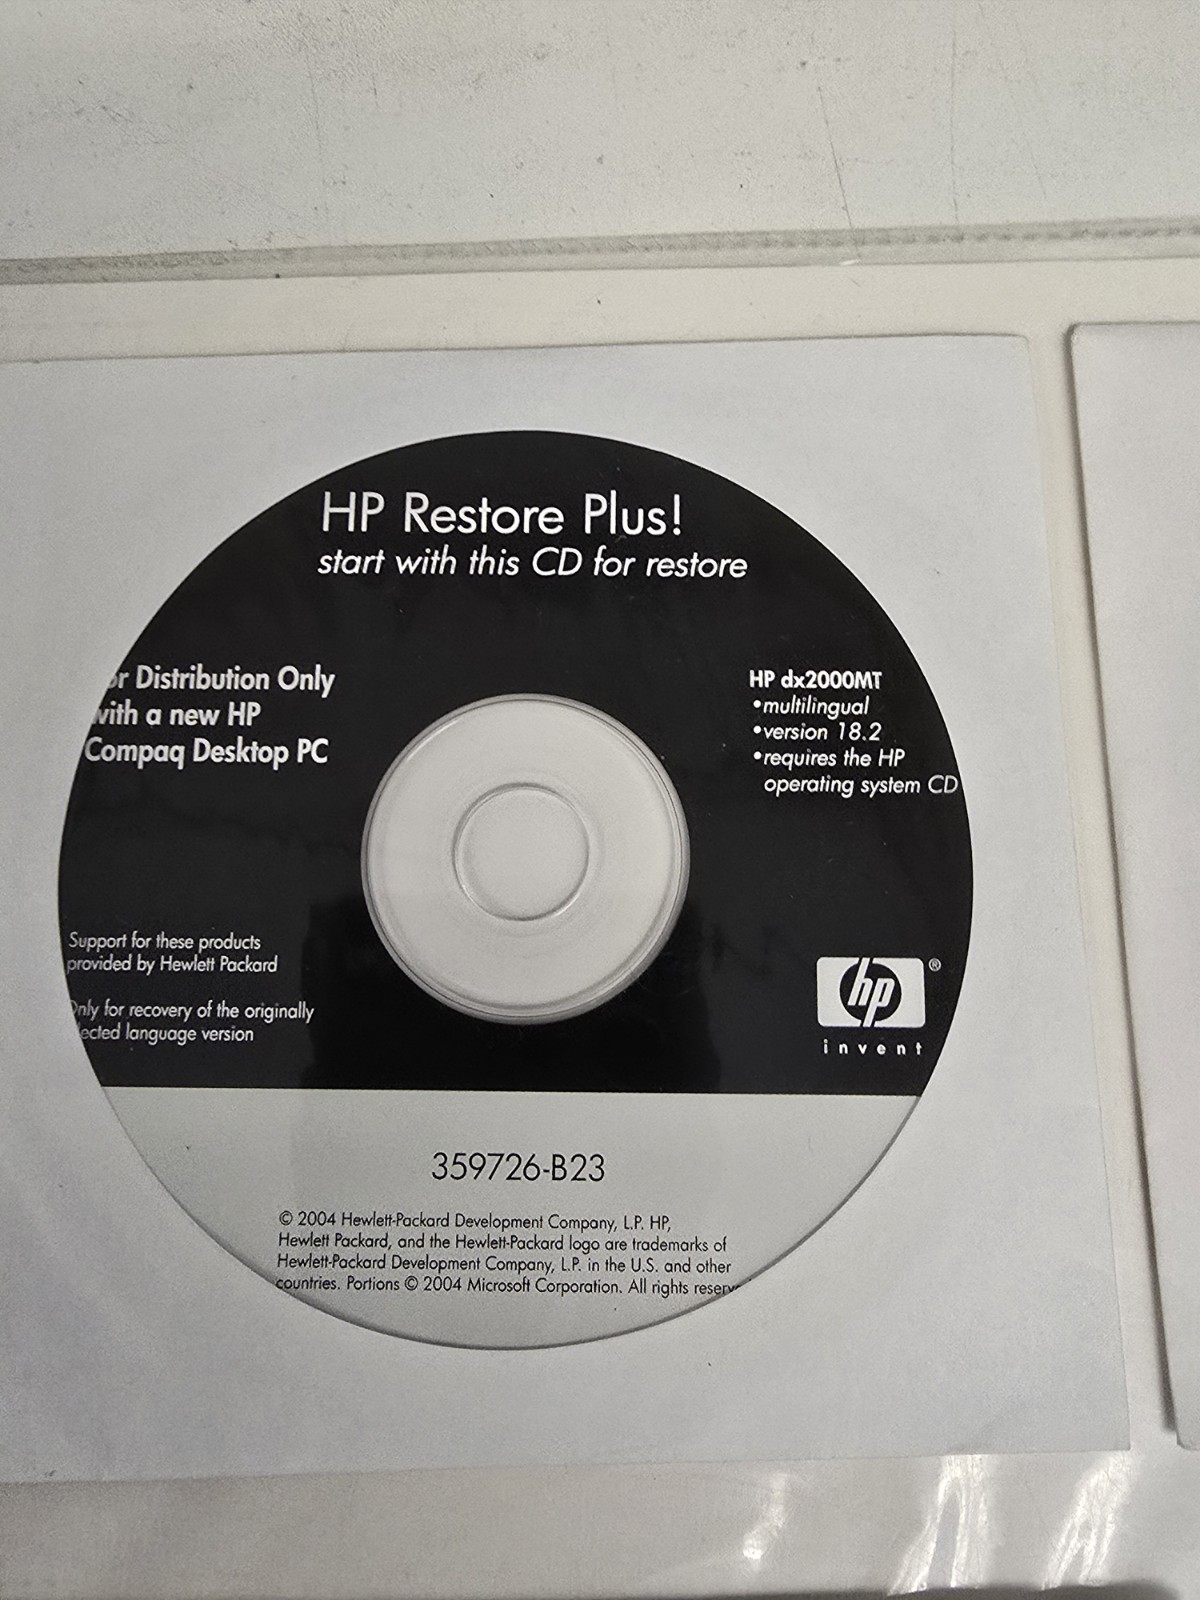 HP Restore Plus!
start with this CD for restore
or Distribution Only
with a new HP
Compaq Desktop PC
HP dx2000MT
•multilingual
•version 18.2
•requires the HP
operating system CD
Support for these products
provided by Hewlett Packard
Only for recovery of the originally
lected language version
hp®
invent
359726-B23
© 2004 Hewlett-Packard Development Company, L.P. HP,
Hewlett Packard, and the Hewlett-Packard logo are trademarks of
Hewlett-Packard Development Company, L.P. in the U.S. and other
countries. Portions © 2004 Microsoft Corporation. All rights reserv